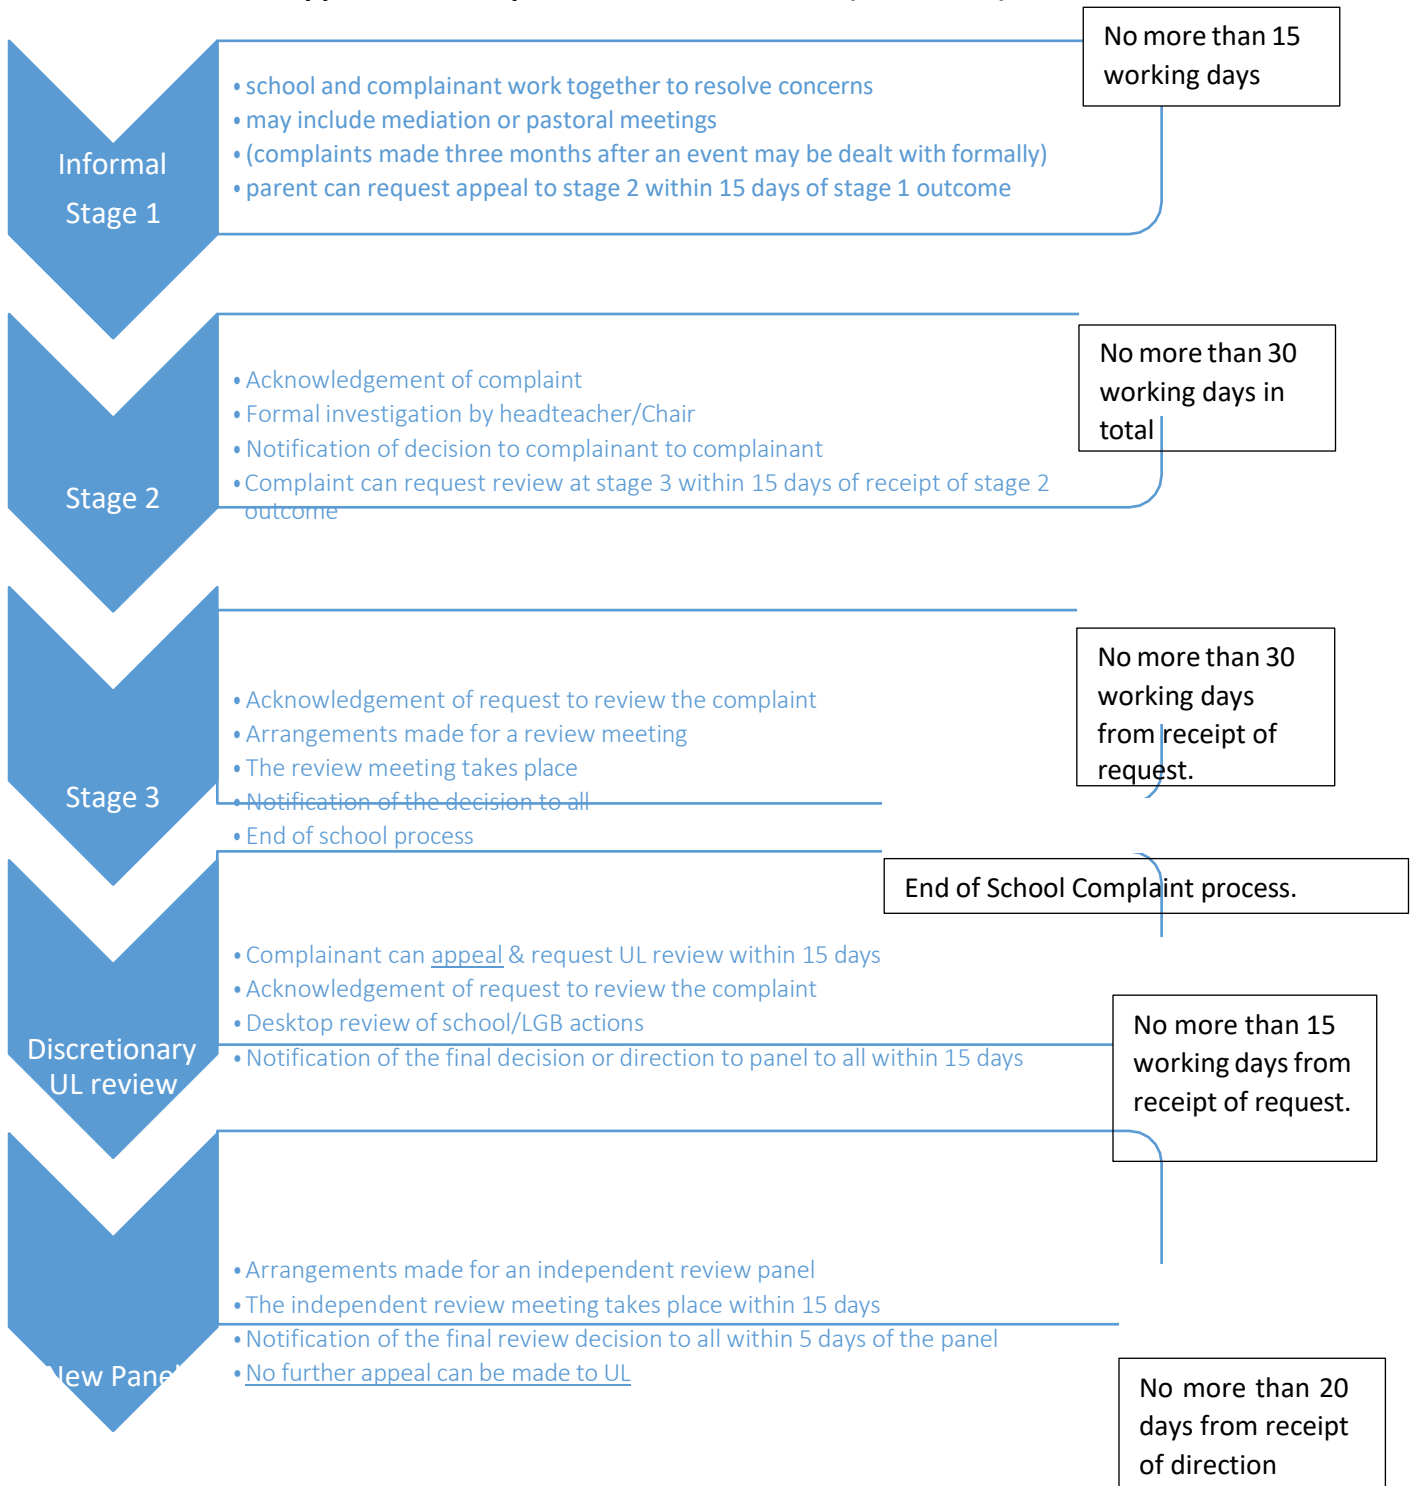 No more than 15
working days
• school and complainant work together to resolve concerns
• may include mediation or pastoral meetings
• (complaints made three months after an event may be dealt with formally)
• parent can request appeal to stage 2 within 15 days of stage 1 outcome
Informal
Stage 1
No more than 30
working days in
total
• Acknowledgement of complaint
• Formal investigation by headteacher/Chair
• Notification of decision to complainant to complainant
• Complaint can request review at stage 3 within 15 days of receipt of stage 2
outcome
Stage 2
No more than 30
working days
from receipt of
request.
• Acknowledgement of request to review the complaint
• Arrangements made for a review meeting
• The review meeting takes place
• Notification of the decision to all
• End of school process
Stage 3
End of School Complaint process.
• Complainant can appeal & request UL review within 15 days
• Acknowledgement of request to review the complaint
• Desktop review of school/LGB actions
• Notification of the final decision or direction to panel to all within 15 days
Discretionary
UL review
No more than 15
working days from
receipt of request.
• Arrangements made for an independent review panel
• The independent review meeting takes place within 15 days
• Notification of the final review decision to all within 5 days of the panel
• No further appeal can be made to UL
New Panel
No more than 20
days from receipt
of direction